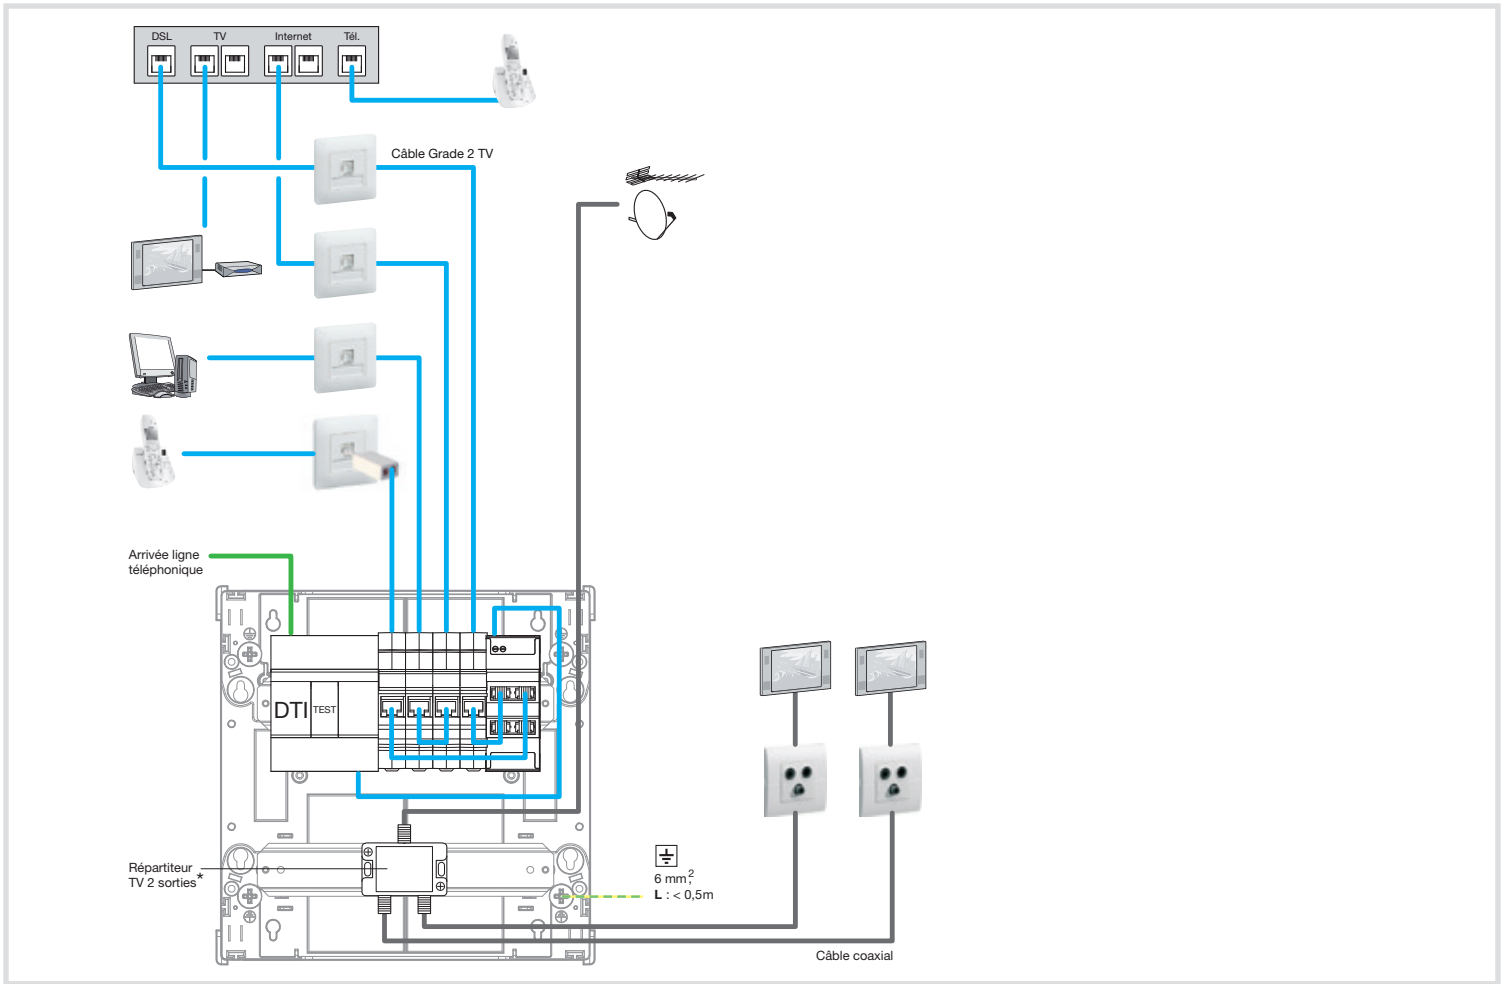 DSL TV Internet Tél.
Câble Grade 2 TV
Arrivée ligne
téléphonique
DTI TEST
Répartiteur
TV 2 sorties*
6 mm²,
L : < 0,5m
Câble coaxial